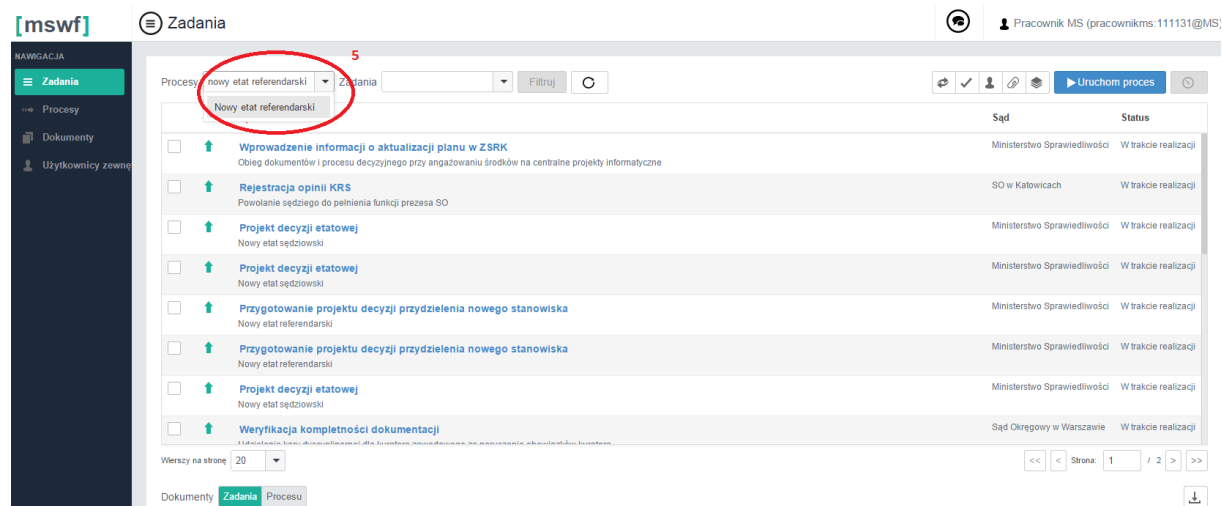 [mswf]
Zadania
Pracownik MS (pracownikms:111131@MS)
NAWIGACJA
Zadania
Procesy
Dokumenty
Użytkownicy zewnę
5
Procesy nowy etat referendarski Zadania Filtruj Uruchom proces
Nowy etat referendarski
Sąd Status
Wprowadzenie informacji o aktualizacji planu w ZSRK Ministerstwo Sprawiedliwości W trakcie realizacji
Obieg dokumentów i procesu decyzyjnego przy angażowaniu środków na centralne projekty informatyczne
Rejestracja opinii KRS SO w Katowicach W trakcie realizacji
Powołanie sędziego do pełnienia funkcji prezesa SO
Projekt decyzji etatowej Ministerstwo Sprawiedliwości W trakcie realizacji
Nowy etat sędziowski
Projekt decyzji etatowej Ministerstwo Sprawiedliwości W trakcie realizacji
Nowy etat sędziowski
Przygotowanie projektu decyzji przydzielenia nowego stanowiska Ministerstwo Sprawiedliwości W trakcie realizacji
Nowy etat referendarski
Przygotowanie projektu decyzji przydzielenia nowego stanowiska Ministerstwo Sprawiedliwości W trakcie realizacji
Nowy etat referendarski
Projekt decyzji etatowej Ministerstwo Sprawiedliwości W trakcie realizacji
Nowy etat sędziowski
Weryfikacja kompletności dokumentacji Sąd Okręgowy w Warszawie W trakcie realizacji
Wierszy na stronę 20 << < Strona: 1 / 2 > >>
Dokumenty Zadania Procesu